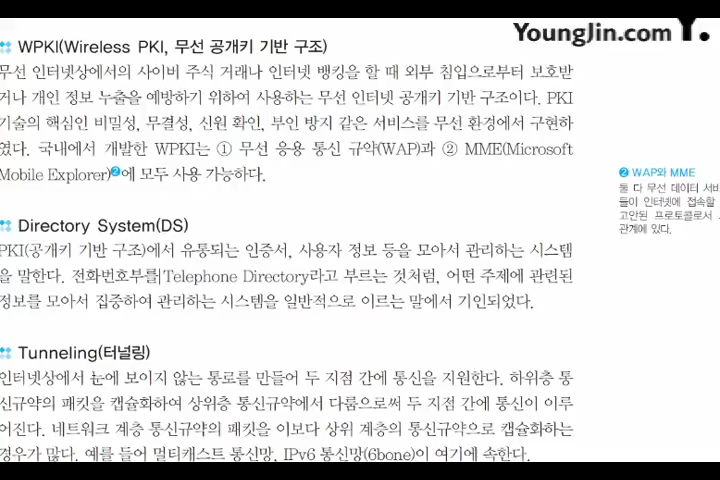 YoungJin.com Y.
WPKI(Wireless PKI, 무선 공개키 기반 구조)
무선 인터넷상에서의 사이버 주식 거래나 인터넷 뱅킹을 할 때 외부 침입으로부터 보호받
거나 개인 정보 누출을 예방하기 위하여 사용하는 무선 인터넷 공개키 기반 구조이다. PKI
기술의 핵심인 비밀성, 무결성, 신원 확인, 부인 방지 같은 서비스를 무선 환경에서 구현하
였다. 국내에서 개발한 WPKI는 ① 무선 응용 통신 규약(WAP)과 ② MME(Microsoft
Mobile Explorer)❷에 모두 사용 가능하다.
❷ WAP와 MME
둘 다 무선 데이터 서비
들이 인터넷에 접속할
고안된 프로토콜로서
관계에 있다.
Directory System(DS)
PKI(공개키 기반 구조)에서 유통되는 인증서, 사용자 정보 등을 모아서 관리하는 시스템
을 말한다. 전화번호부를 Telephone Directory라고 부르는 것처럼, 어떤 주제에 관련된
정보를 모아서 집중하여 관리하는 시스템을 일반적으로 이르는 말에서 기인되었다.
Tunneling(터널링)
인터넷상에서 눈에 보이지 않는 통로를 만들어 두 지점 간에 통신을 지원한다. 하위층 통
신규약의 패킷을 캡슐화하여 상위층 통신규약에서 다룸으로써 두 지점 간에 통신이 이루
어진다. 네트워크 계층 통신규약의 패킷을 이보다 상위 계층의 통신규약으로 캡슐화하는
경우가 많다. 예를 들어 멀티캐스트 통신망, IPv6 통신망(6bone)이 여기에 속한다.